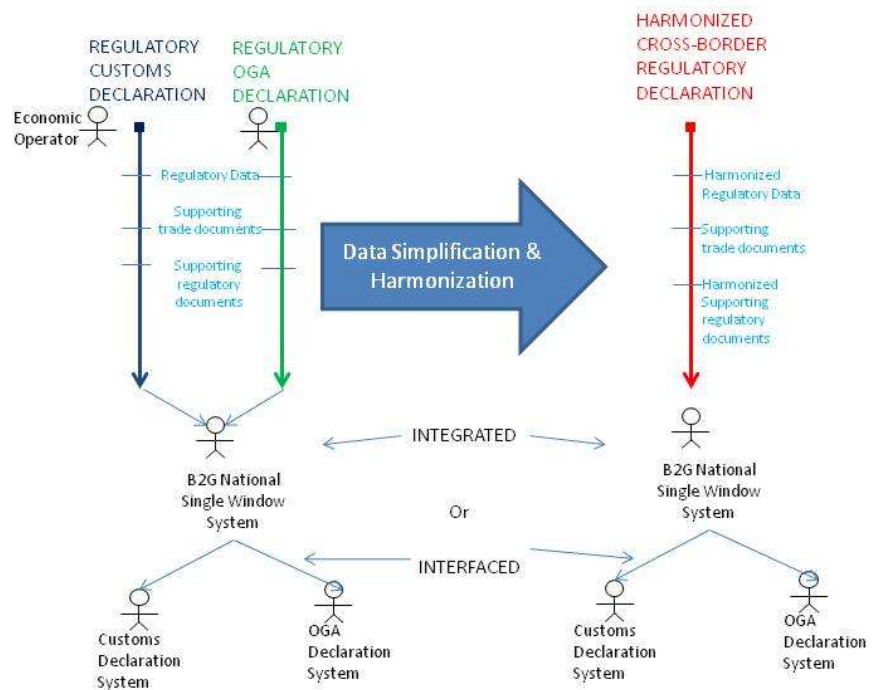 REGULATORY
CUSTOMS
DECLARATION
REGULATORY
OGA
DECLARATION
HARMONIZED
CROSS-BORDER
REGULATORY
DECLARATION
Economic
Operator
Regulatory Data
Supporting
trade documents
Supporting
regulatory
documents
Data Simplification &
Harmonization
Harmonized
Regulatory Data
Supporting
trade documents
Harmonized
Supporting
regulatory
documents
INTEGRATED
B2G National
Single Window
System
Or
B2G National
Single Window
System
INTERFACED
Customs
Declaration
System
OGA
Declaration
System
Customs
Declaration
System
OGA
Declaration
System